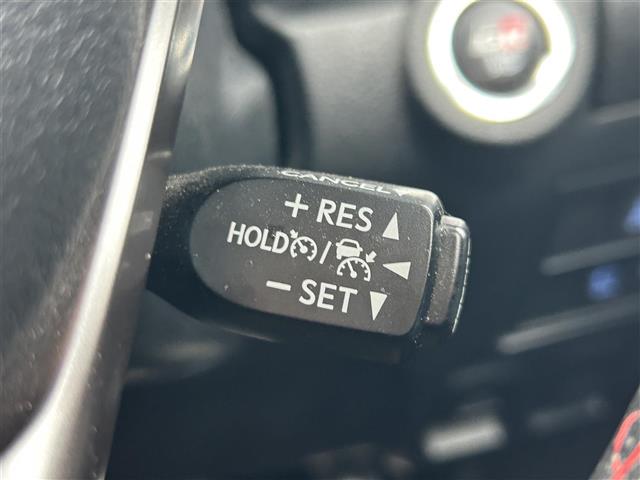 CANCEL
+ RES
HOLD /
− SET